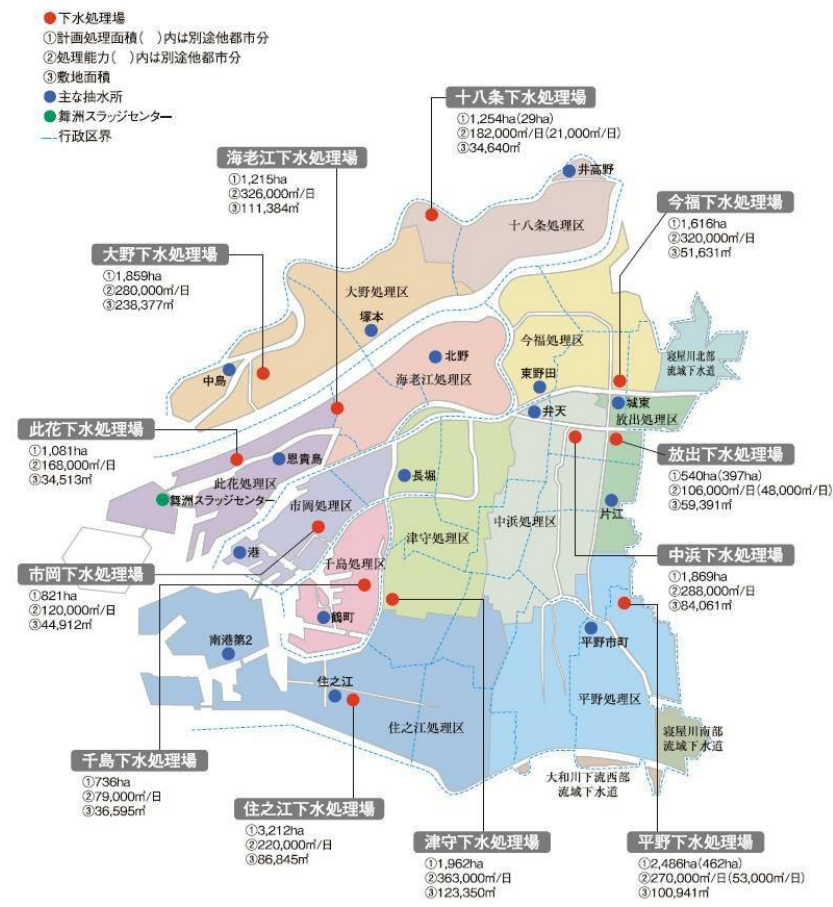 下水処理場
①計画処理面積（ ）内は別途他都市分
②処理能力（ ）内は別途他都市分
③敷地面積
主な抽水所
舞洲スラッジセンター
行政区界
十八条下水処理場
①1,254ha(29ha)
②182,000㎥/日(21,000㎥/日)
③34,640㎡
海老江下水処理場
①1,215ha
②326,000㎥/日
③111,384㎡
今福下水処理場
①1,616ha
②320,000㎥/日
③51,631㎡
大野下水処理場
①1,859ha
②280,000㎥/日
③238,377㎡
井高野
十八条処理区
大野処理区
塚本
中島
北野
海老江処理区
今福処理区
東野田
寝屋川北部
流域下水道
弁天
城東
放出処理区
此花下水処理場
①1,081ha
②168,000㎥/日
③34,513㎡
恩貴島
此花処理区
舞洲スラッジセンター
長堀
市岡処理区
港
放出下水処理場
①540ha(397ha)
②106,000㎥/日(48,000㎥/日)
③59,391㎡
片江
中浜処理区
津守処理区
千島処理区
市岡下水処理場
①821ha
②120,000㎥/日
③44,912㎡
中浜下水処理場
①1,869ha
②288,000㎥/日
③84,061㎡
鶴町
南港第2
平野市町
住之江
住之江処理区
平野処理区
寝屋川南部
流域下水道
大和川下流西部
流域下水道
千島下水処理場
①736ha
②79,000㎥/日
③36,595㎡
住之江下水処理場
①3,212ha
②220,000㎥/日
③86,845㎡
津守下水処理場
①1,962ha
②363,000㎥/日
③123,350㎡
平野下水処理場
①2,486ha(462ha)
②270,000㎥/日(53,000㎥/日)
③100,941㎡